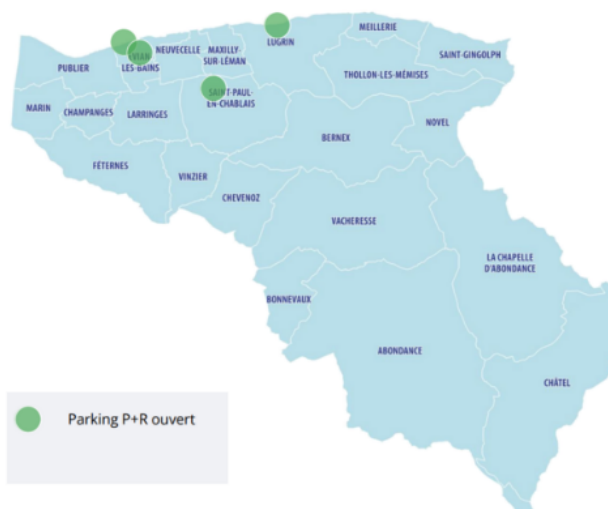 MEILLERIE
NEUVECELLE
MAXILLY
SUR-LÉMAN
LUGRIN
SAINT-GINGOLPH
PUBLIER
LES-BAINS
THOLLON-LES-MÉMISES
SAINT-PAUL-
EN-CHABLAIS
MARIN
CHAMPANGES
LARRINGES
NOVEL
BERNEX
FÉTERNES
VINZIER
CHEVENOZ
VACHERESSE
LA CHAPELLE
D'ABONDANCE
BONNEVAUX
ABONDANCE
CHÂTEL
Parking P+R ouvert